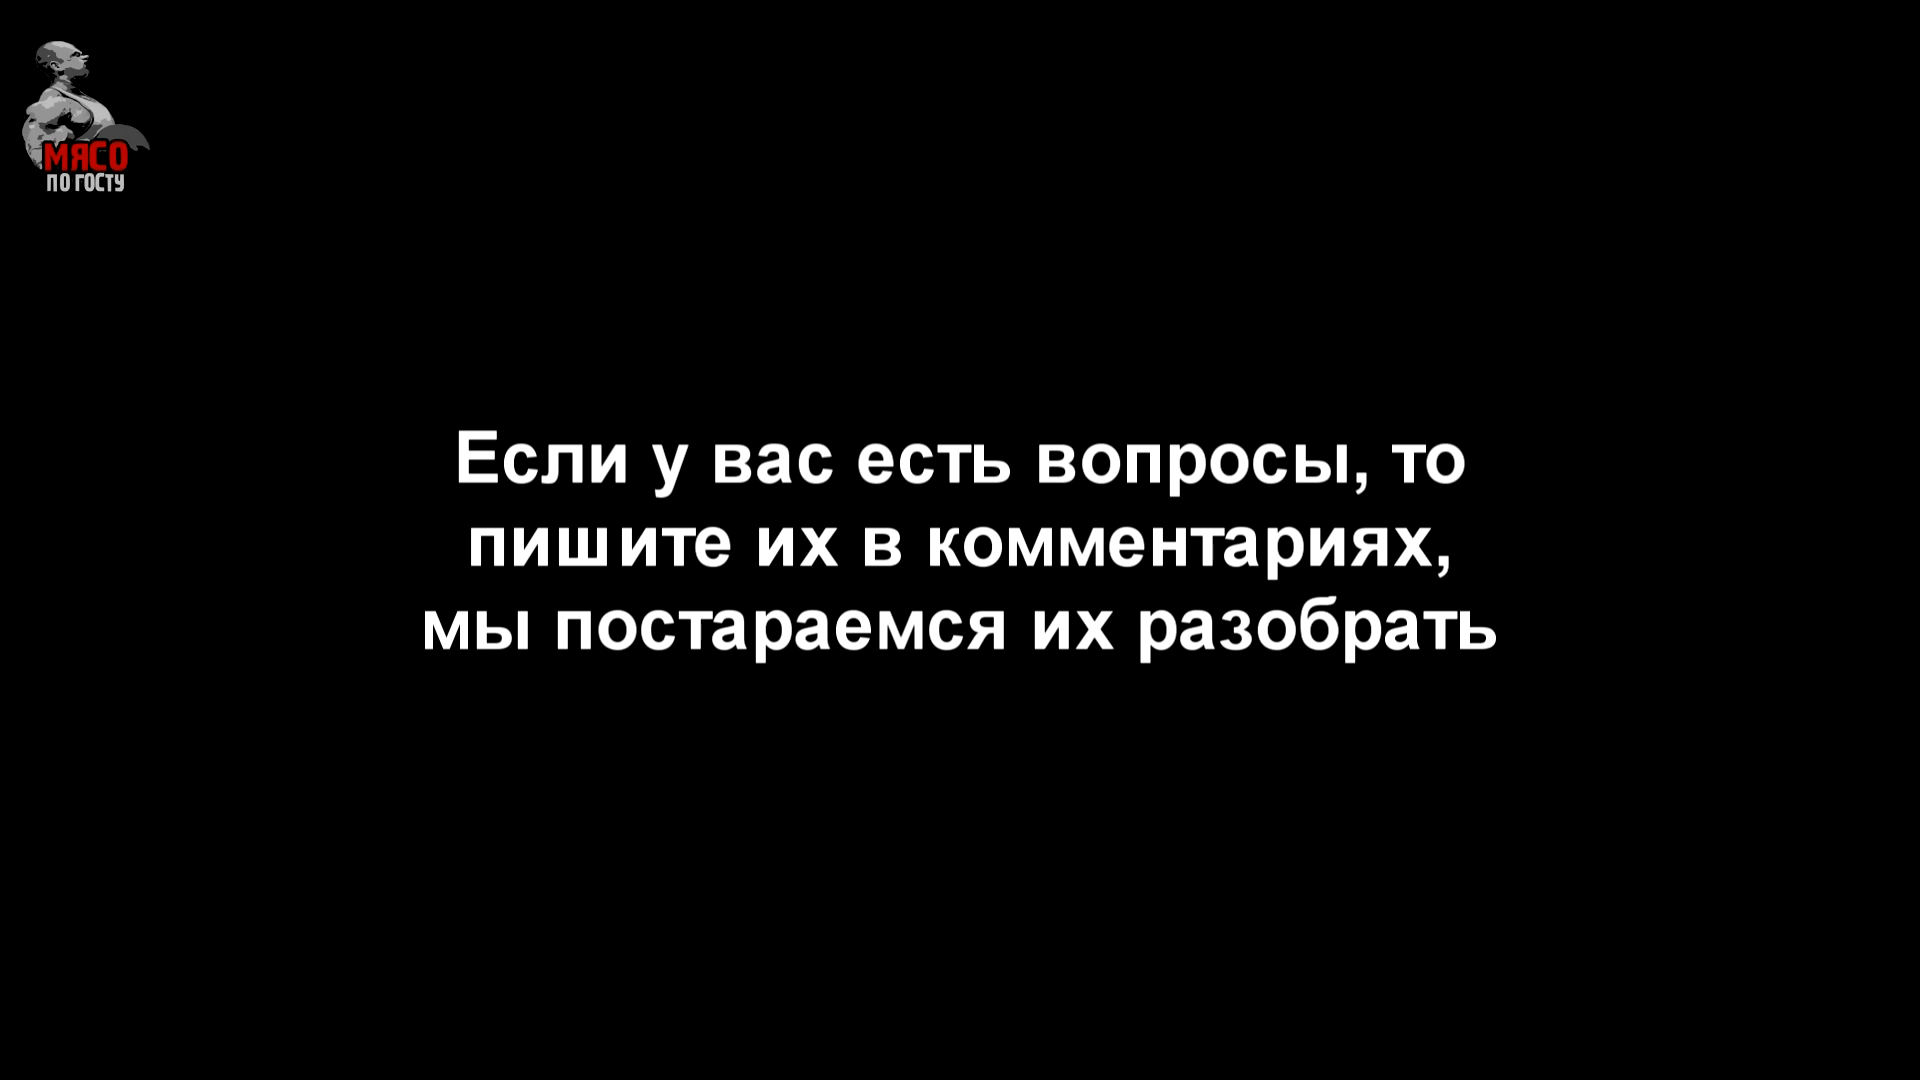 МЯСО
ПО ГОСТУ
Если у вас есть вопросы, то
пишите их в комментариях,
мы постараемся их разобрать